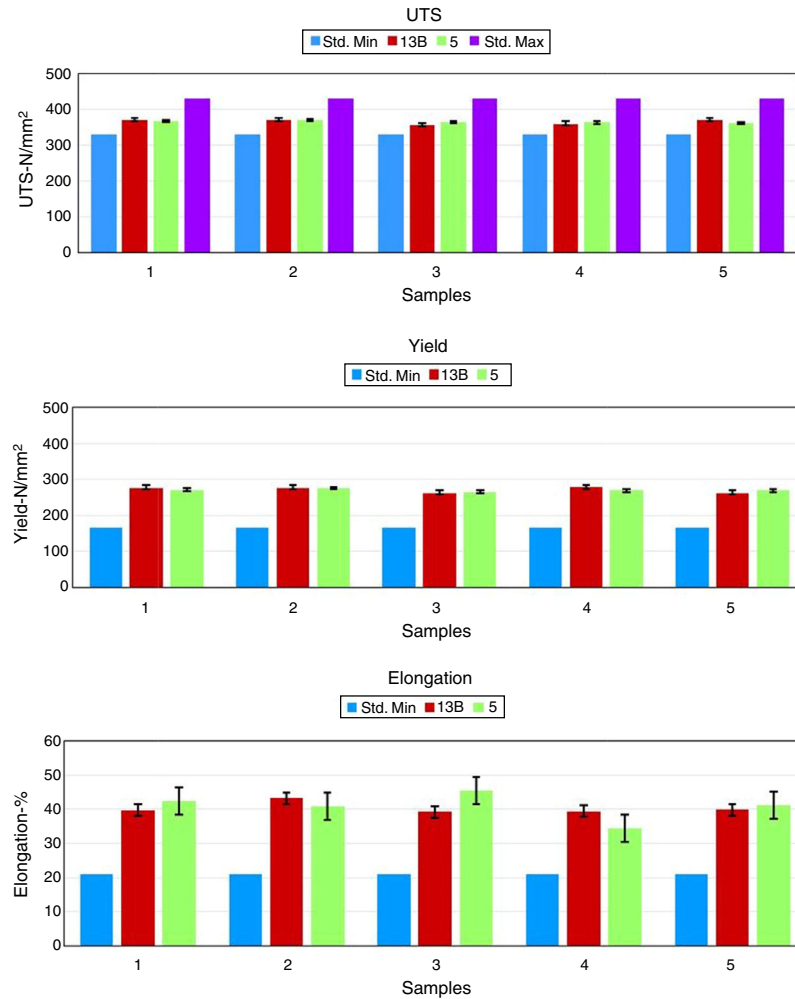 UTS
Std. Min 13B 5 Std. Max
500
400
300
200
100
0
UTS-N/mm²
1 2 3 4 5
Samples
Yield
Std. Min 13B 5
500
400
300
200
100
0
Yield-N/mm²
1 2 3 4 5
Samples
Elongation
Std. Min 13B 5
60
50
40
30
20
10
0
Elongation-%
1 2 3 4 5
Samples